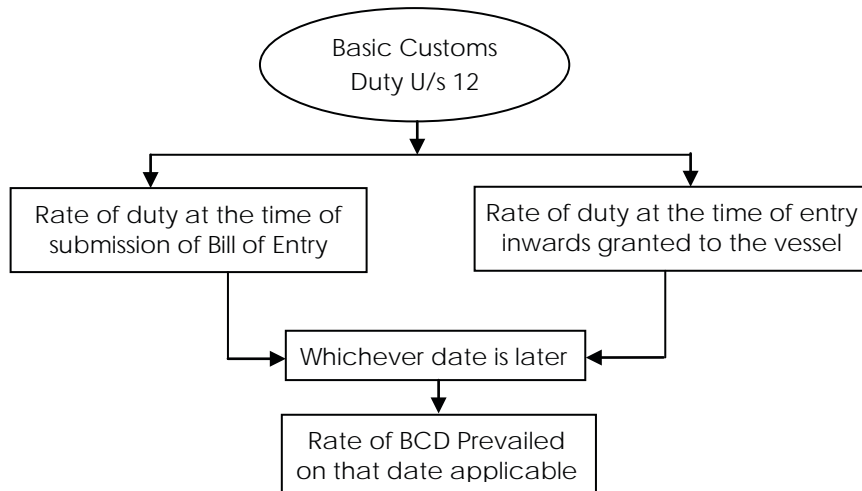 Basic Customs
Duty U/s 12
Rate of duty at the time of
submission of Bill of Entry
Rate of duty at the time of entry
inwards granted to the vessel
Whichever date is later
Rate of BCD Prevailed
on that date applicable